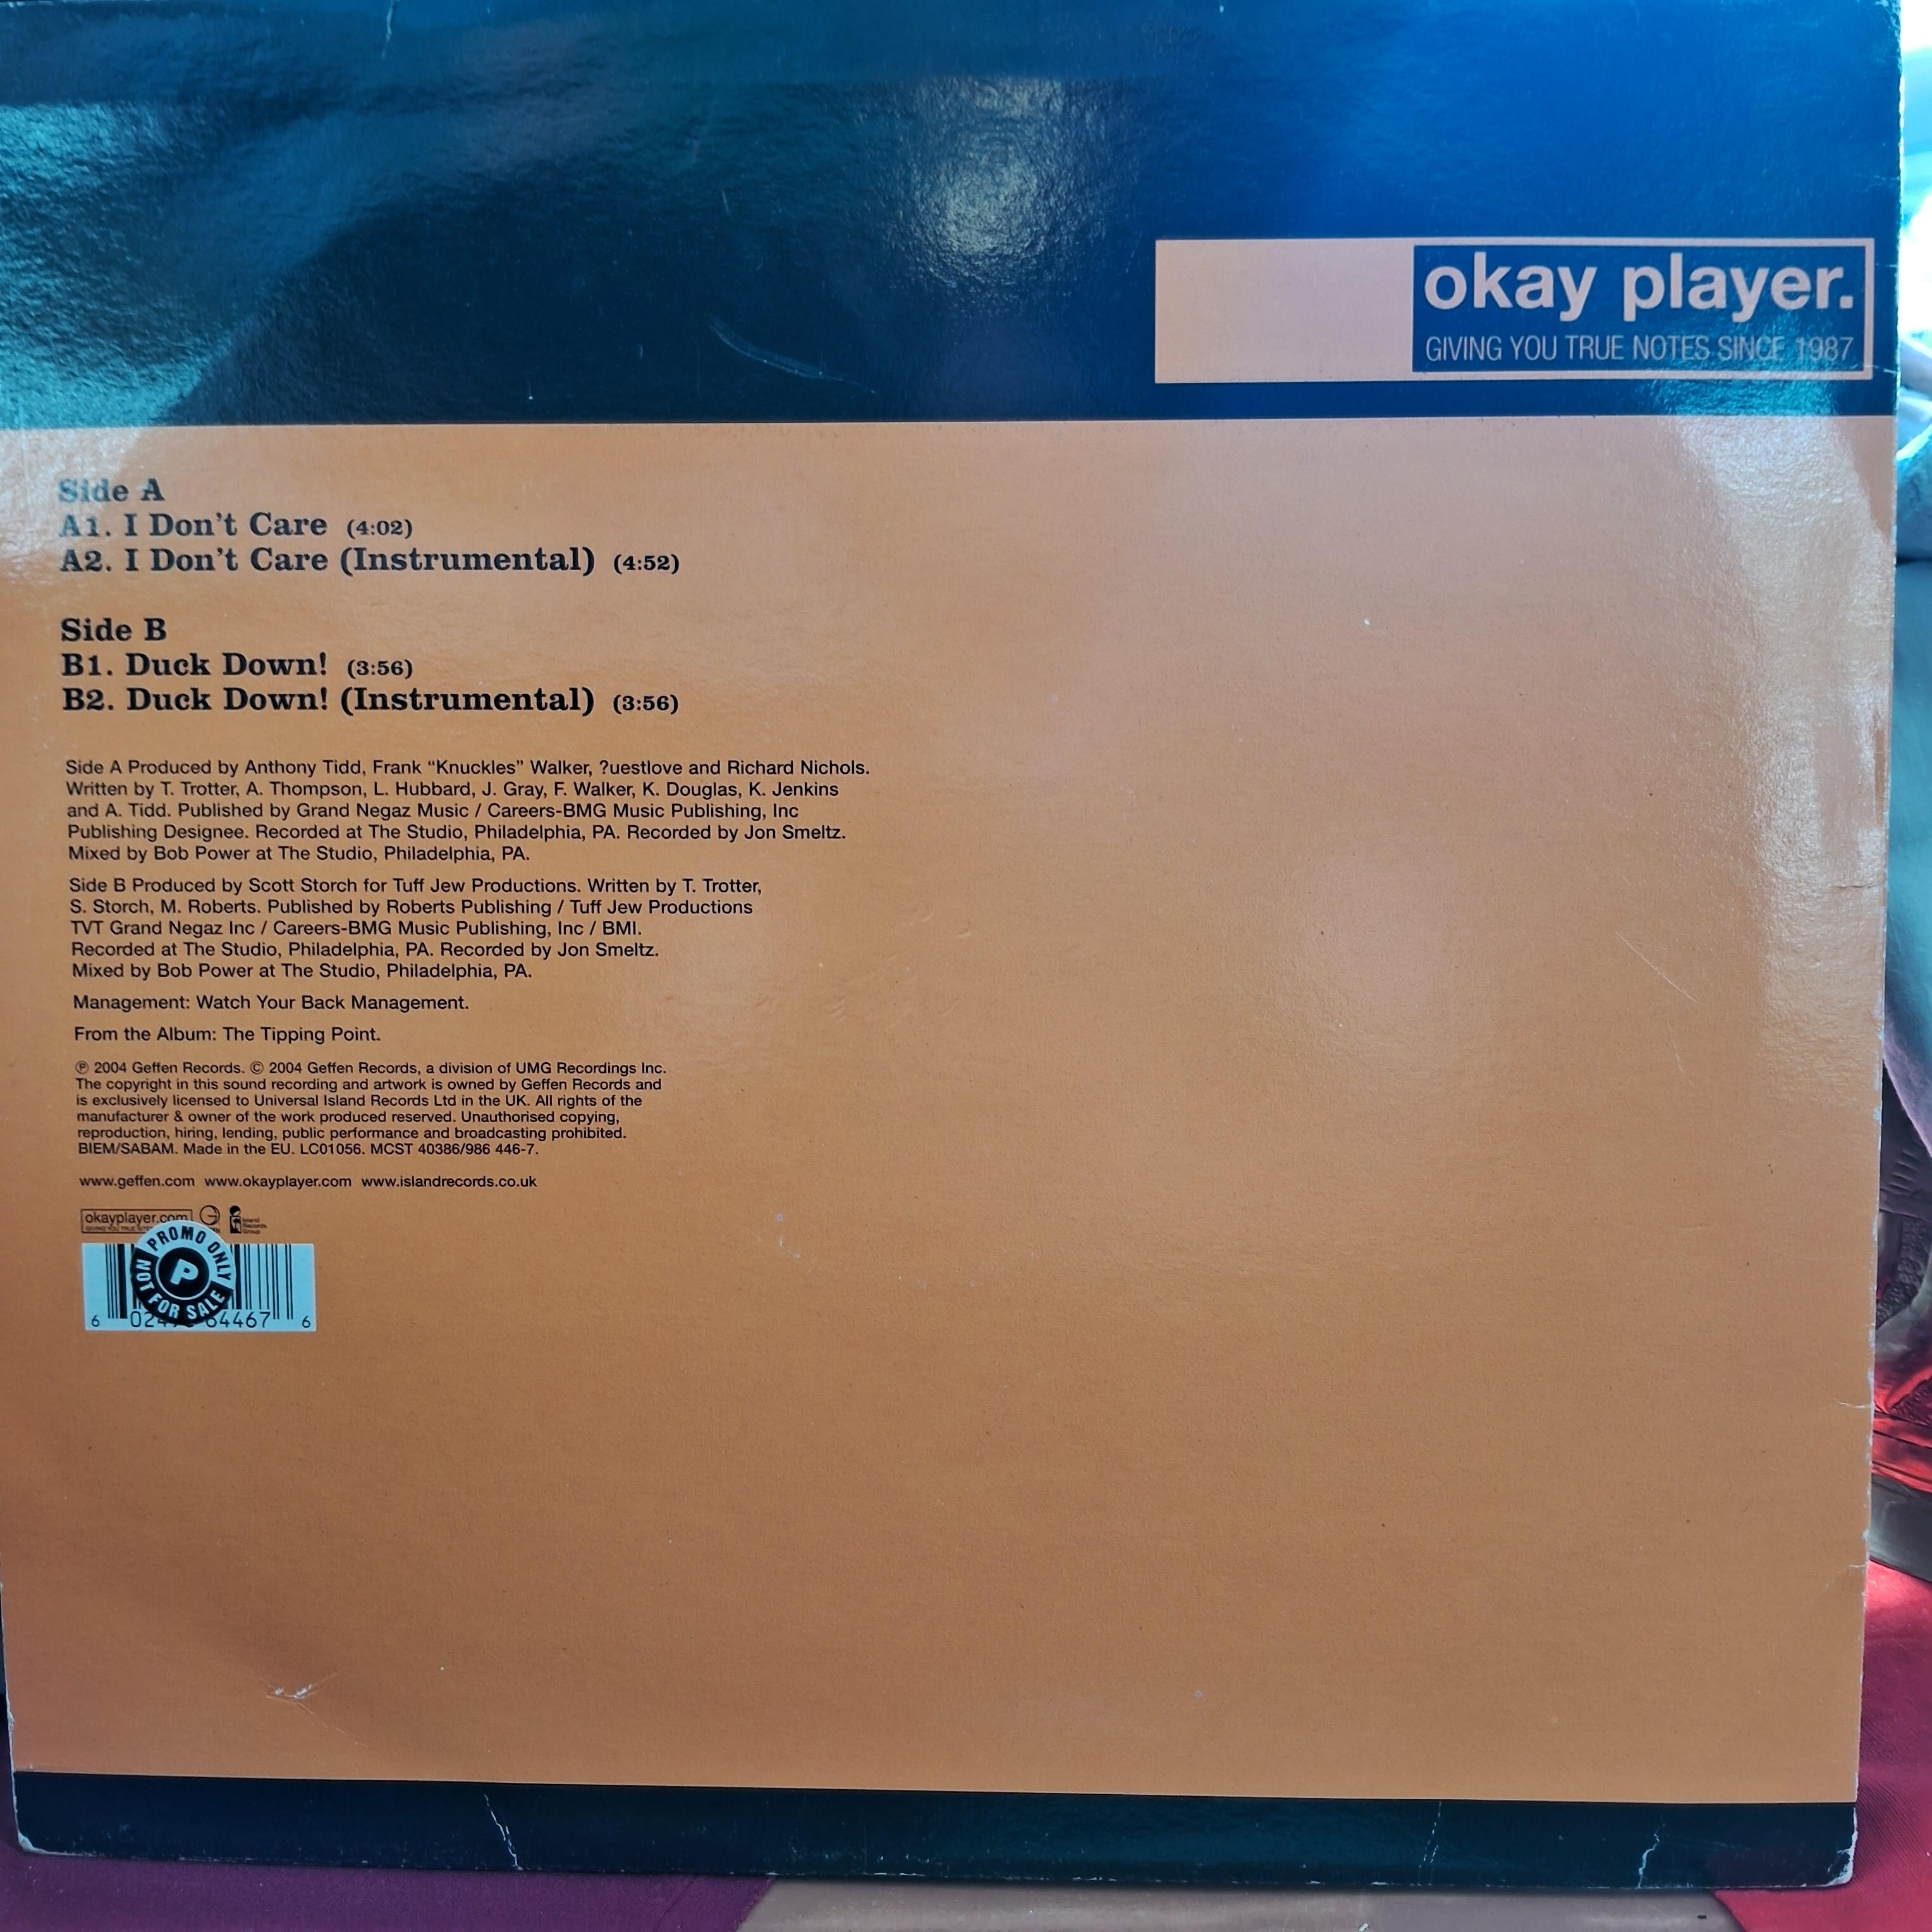 okay player.
GIVING YOU TRUE NOTES SINCE 1987
Side A
A1. I Don't Care (4:02)
A2. I Don't Care (Instrumental) (4:52)
Side B
B1. Duck Down! (3:56)
B2. Duck Down! (Instrumental) (3:56)
Side A Produced by Anthony Tidd, Frank “Knuckles” Walker, ?uestlove and Richard Nichols.
Written by T. Trotter, A. Thompson, L. Hubbard, J. Gray, F. Walker, K. Douglas, K. Jenkins
and A. Tidd. Published by Grand Negaz Music / Careers-BMG Music Publishing, Inc
Publishing Designee. Recorded at The Studio, Philadelphia, PA. Recorded by Jon Smeltz.
Mixed by Bob Power at The Studio, Philadelphia, PA.
Side B Produced by Scott Storch for Tuff Jew Productions. Written by T. Trotter,
S. Storch, M. Roberts. Published by Roberts Publishing / Tuff Jew Productions
TVT Grand Negaz Inc / Careers-BMG Music Publishing, Inc / BMI.
Recorded at The Studio, Philadelphia, PA. Recorded by Jon Smeltz.
Mixed by Bob Power at The Studio, Philadelphia, PA.
Management: Watch Your Back Management.
From the Album: The Tipping Point.
℗ 2004 Geffen Records. © 2004 Geffen Records, a division of UMG Recordings Inc.
The copyright in this sound recording and artwork is owned by Geffen Records and
is exclusively licensed to Universal Island Records Ltd in the UK. All rights of the
manufacturer & owner of the work produced reserved. Unauthorised copying,
reproduction, hiring, lending, public performance and broadcasting prohibited.
BIEM/SABAM. Made in the EU. LC01056. MCST 40386/986 446-7.
www.geffen.com www.okayplayer.com www.islandrecords.co.uk
okayplayer.com
Island Records Group
PROMO ONLY
P
NOT FOR SALE
6 024 64467 6